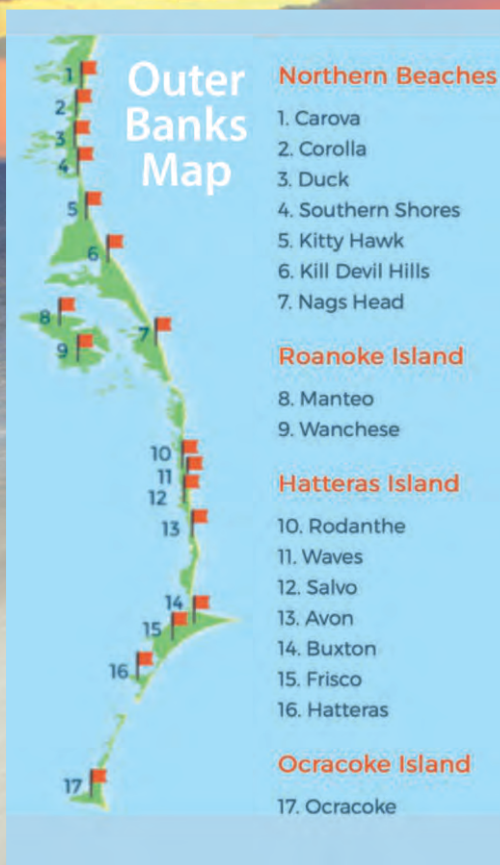 Outer
Banks
Map
1
2
3
4
5
6
7
8
9
10
11
12
13
14
15
16
17
Northern Beaches
1. Carova
2. Corolla
3. Duck
4. Southern Shores
5. Kitty Hawk
6. Kill Devil Hills
7. Nags Head
Roanoke Island
8. Manteo
9. Wanchese
Hatteras Island
10. Rodanthe
11. Waves
12. Salvo
13. Avon
14. Buxton
15. Frisco
16. Hatteras
Ocracoke Island
17. Ocracoke